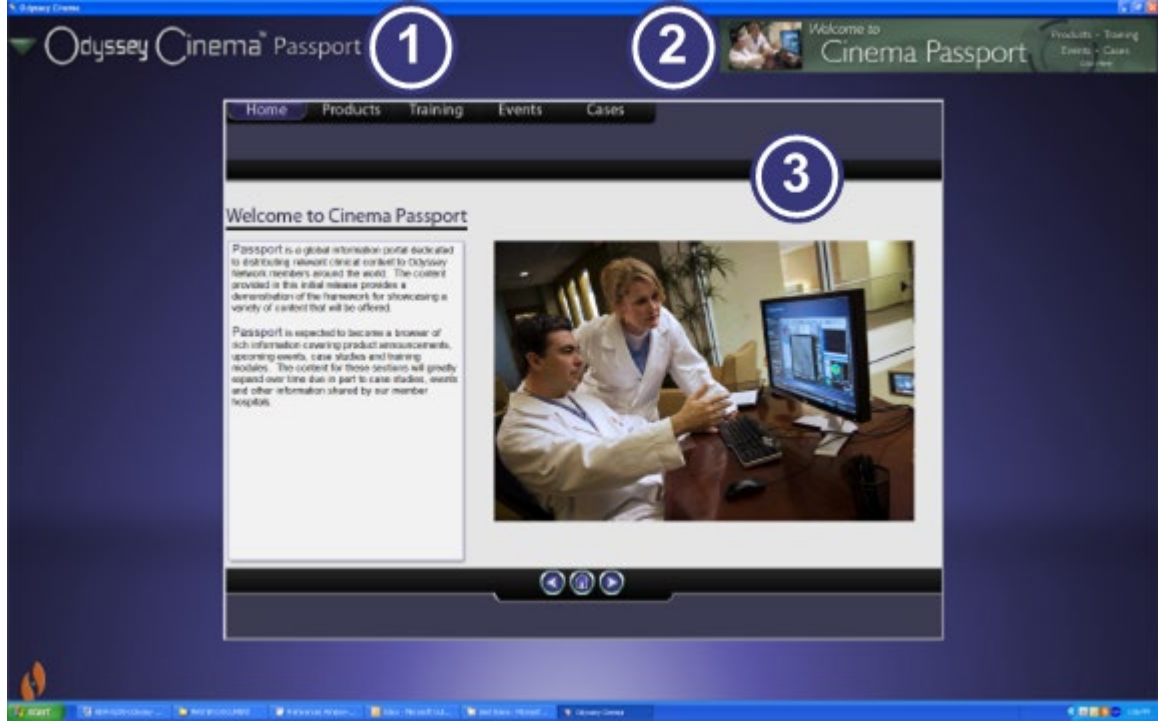 Odyssey Cinema
Odyssey Cinema™ Passport
1
2
Welcome to
Cinema Passport
Products - Training
Events - Cases
3
Home Products Training Events Cases
Welcome to Cinema Passport
Passport is a global information portal dedicated
to distributing relevant clinical content to Odyssey
Network members around the world. The content
provided in this initial release provides a
demonstration of the framework for showcasing a
variety of content that will be offered.
Passport is expected to become a browser of
rich information covering product announcements,
upcoming events, case studies and training
modules. The content for these sections will greatly
expand over time due in part to case studies, events
and other information shared by our member
hospitals.
start
Odyssey Cinema